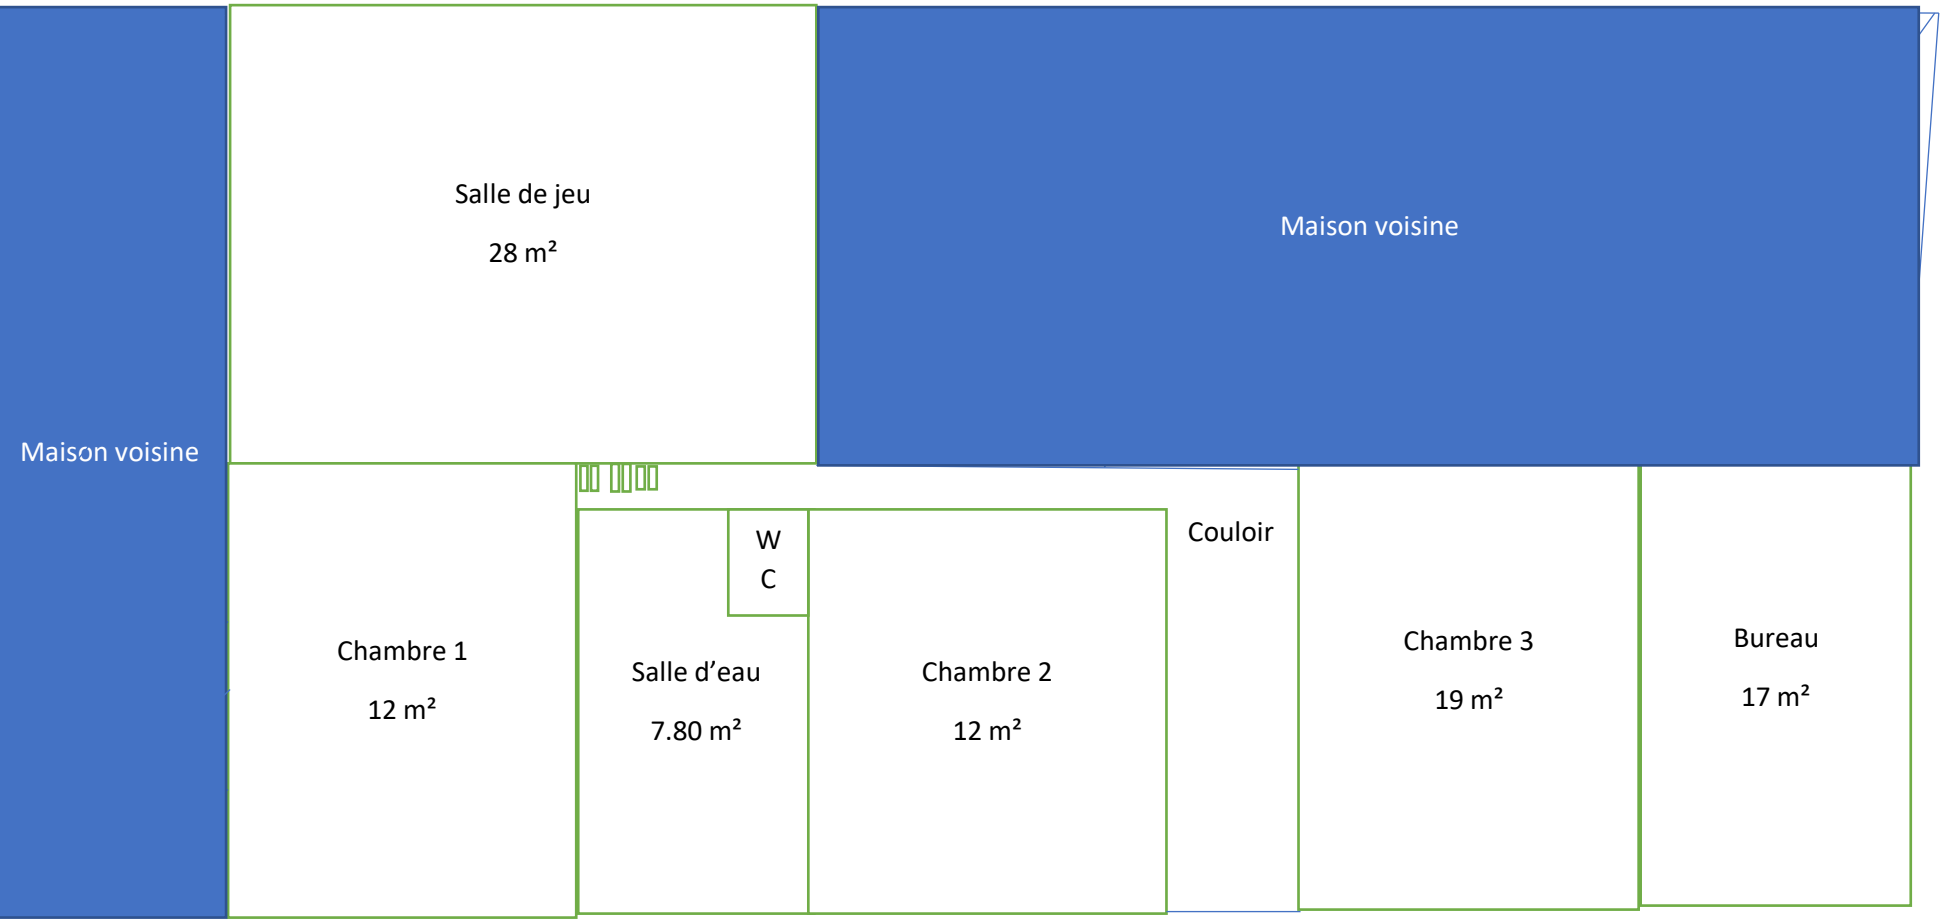 Maison voisine
Salle de jeu
28 m²
Maison voisine
Chambre 1
12 m²
Salle d’eau
7.80 m²
W
C
Chambre 2
12 m²
Couloir
Chambre 3
19 m²
Bureau
17 m²